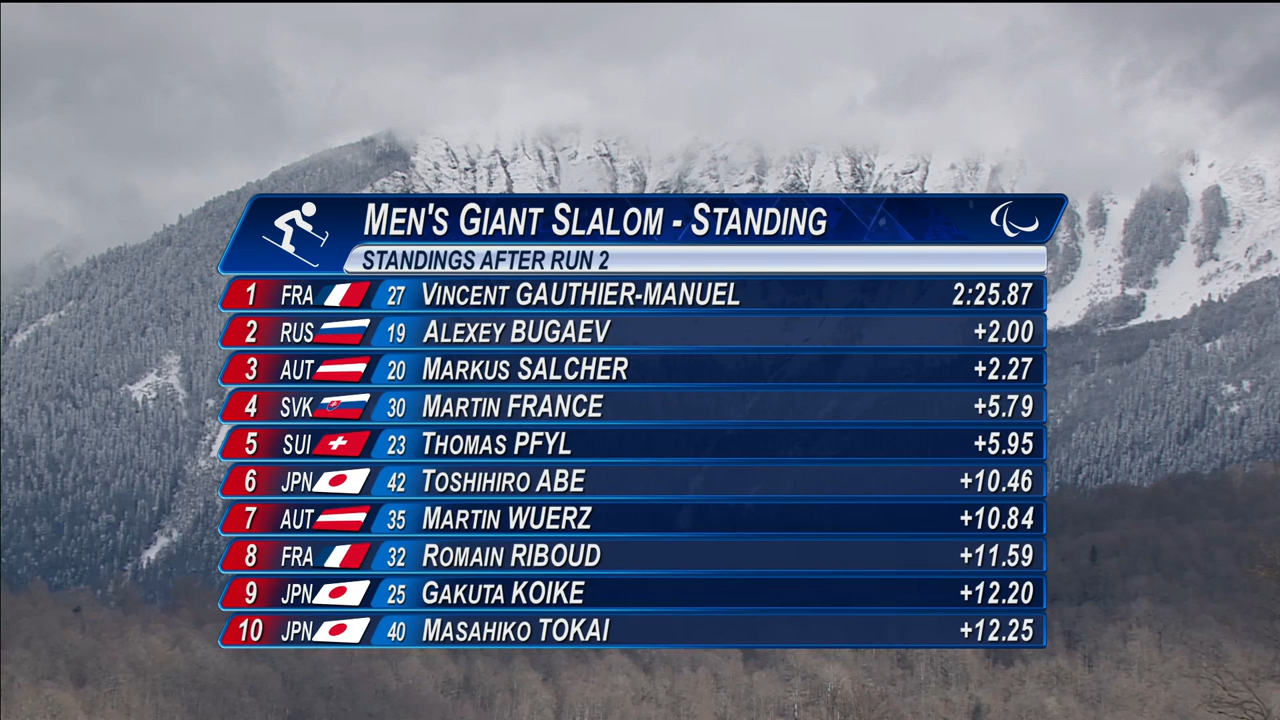 MEN'S GIANT SLALOM - STANDING
STANDINGS AFTER RUN 2
1 FRA 27 VINCENT GAUTHIER-MANUEL 2:25.87
2 RUS 19 ALEXEY BUGAEV +2.00
3 AUT 20 MARKUS SALCHER +2.27
4 SVK 30 MARTIN FRANCE +5.79
5 SUI 23 THOMAS PFYL +5.95
6 JPN 42 TOSHIHIRO ABE +10.46
7 AUT 35 MARTIN WUERZ +10.84
8 FRA 32 ROMAIN RIBOUD +11.59
9 JPN 25 GAKUTA KOIKE +12.20
10 JPN 40 MASAHIKO TOKAI +12.25